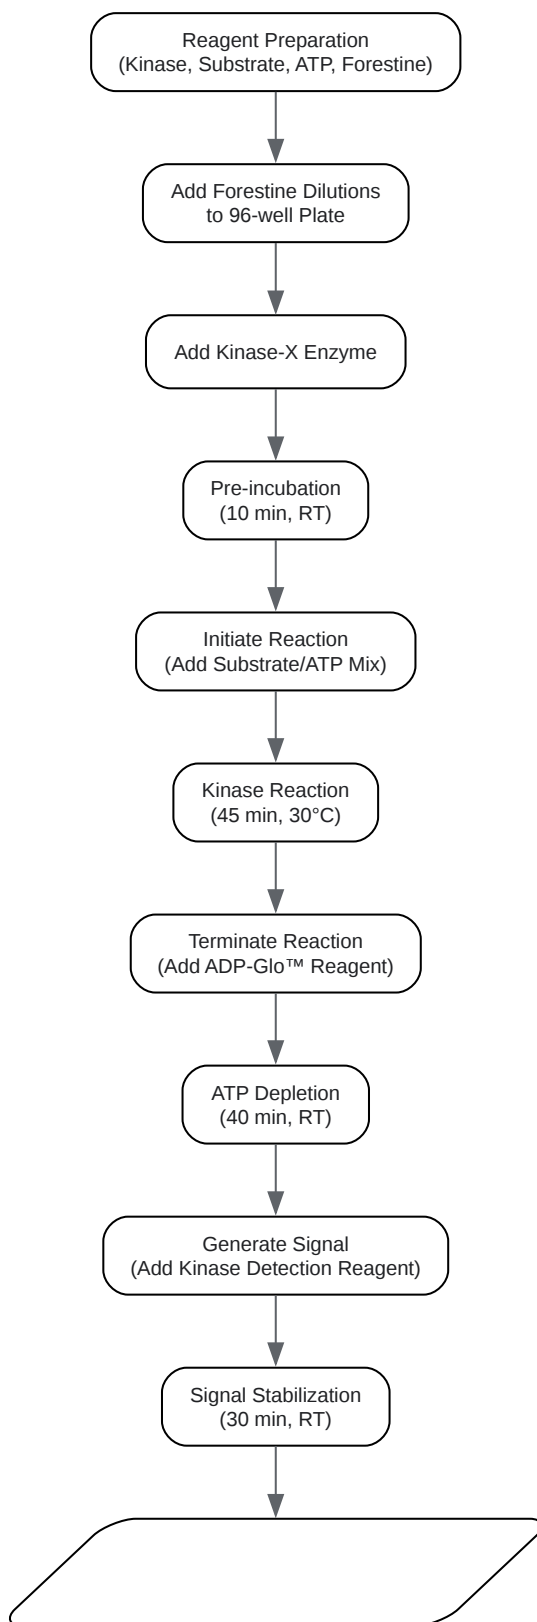 Reagent Preparation
(Kinase, Substrate, ATP, Forestine)
Add Forestine Dilutions
to 96-well Plate
Add Kinase-X Enzyme
Pre-incubation
(10 min, RT)
Initiate Reaction
(Add Substrate/ATP Mix)
Kinase Reaction
(45 min, 30°C)
Terminate Reaction
(Add ADP-Glo™ Reagent)
ATP Depletion
(40 min, RT)
Generate Signal
(Add Kinase Detection Reagent)
Signal Stabilization
(30 min, RT)